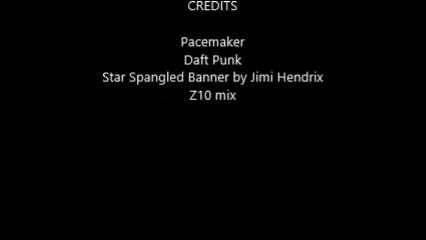 CREDITS
Pacemaker
Daft Punk
Star Spangled Banner by Jimi Hendrix
Z10 mix